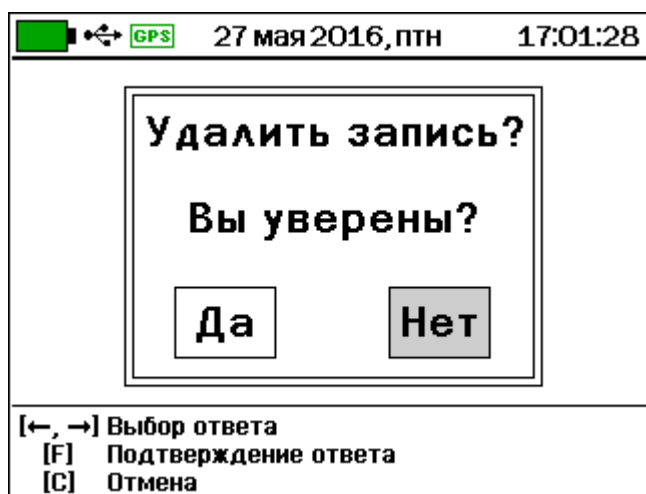 GPS 27 мая 2016, птн 17:01:28
Удалить запись?
Вы уверены?
Да Нет
[←, →] Выбор ответа
[F] Подтверждение ответа
[C] Отмена